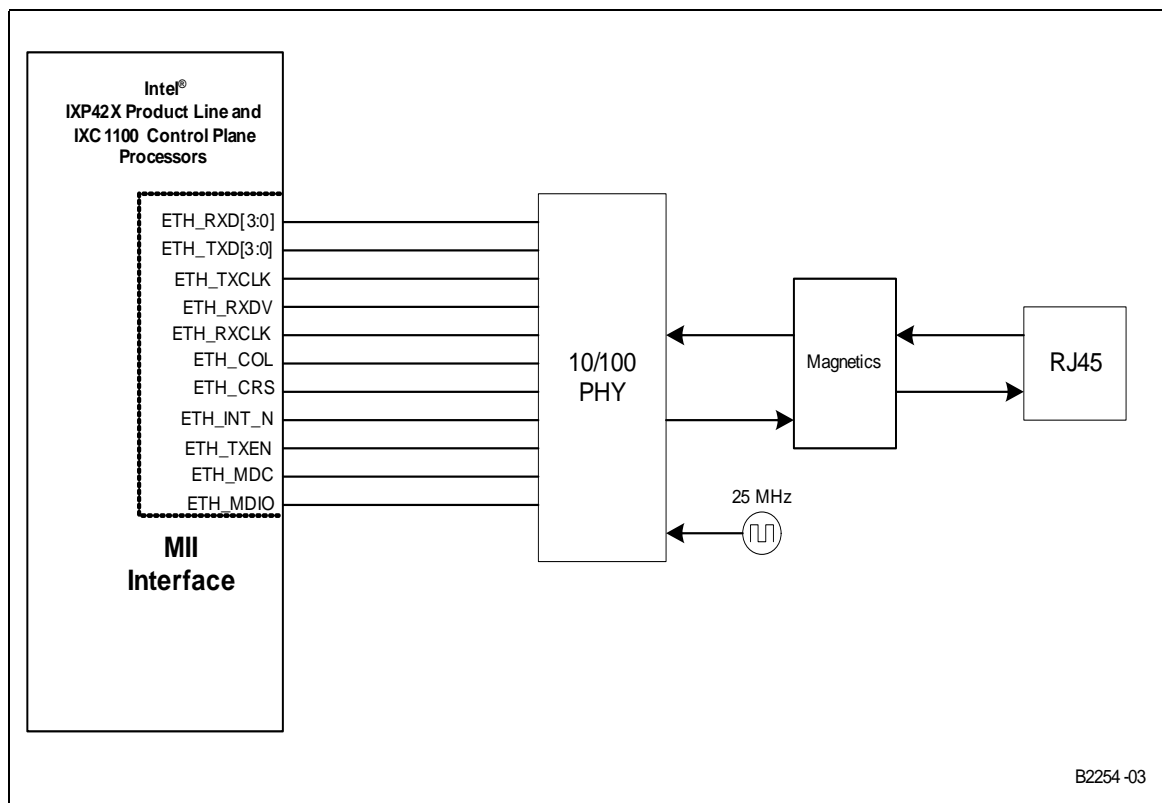 Intel®
IXP42X Product Line and
IXC1100 Control Plane
Processors
ETH_RXD[3:0]
ETH_TXD[3:0]
ETH_TXCLK
ETH_RXDV
ETH_RXCLK
ETH_COL
ETH_CRS
ETH_INT_N
ETH_TXEN
ETH_MDC
ETH_MDIO
MII
Interface
10/100
PHY
25 MHz
Magnetics
RJ45
B2254-03